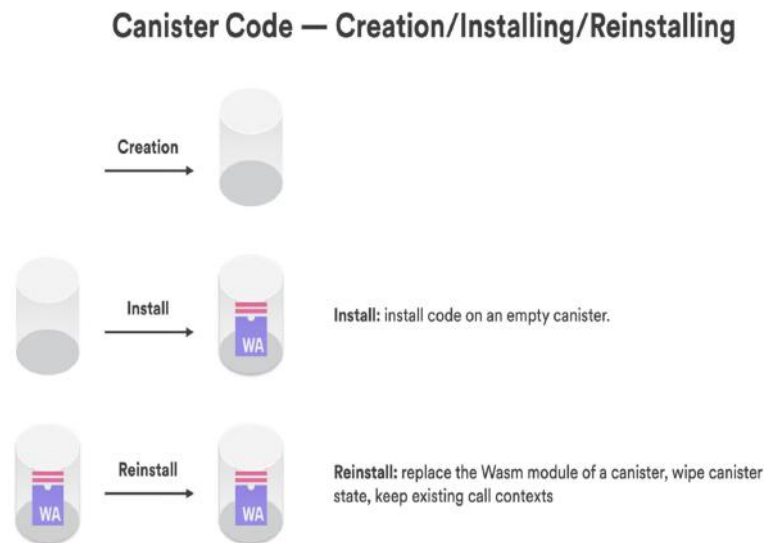 Canister Code — Creation/Installing/Reinstalling
Creation
Install
WA
Install: install code on an empty canister.
WA
Reinstall
WA
Reinstall: replace the Wasm module of a canister, wipe canister
state, keep existing call contexts